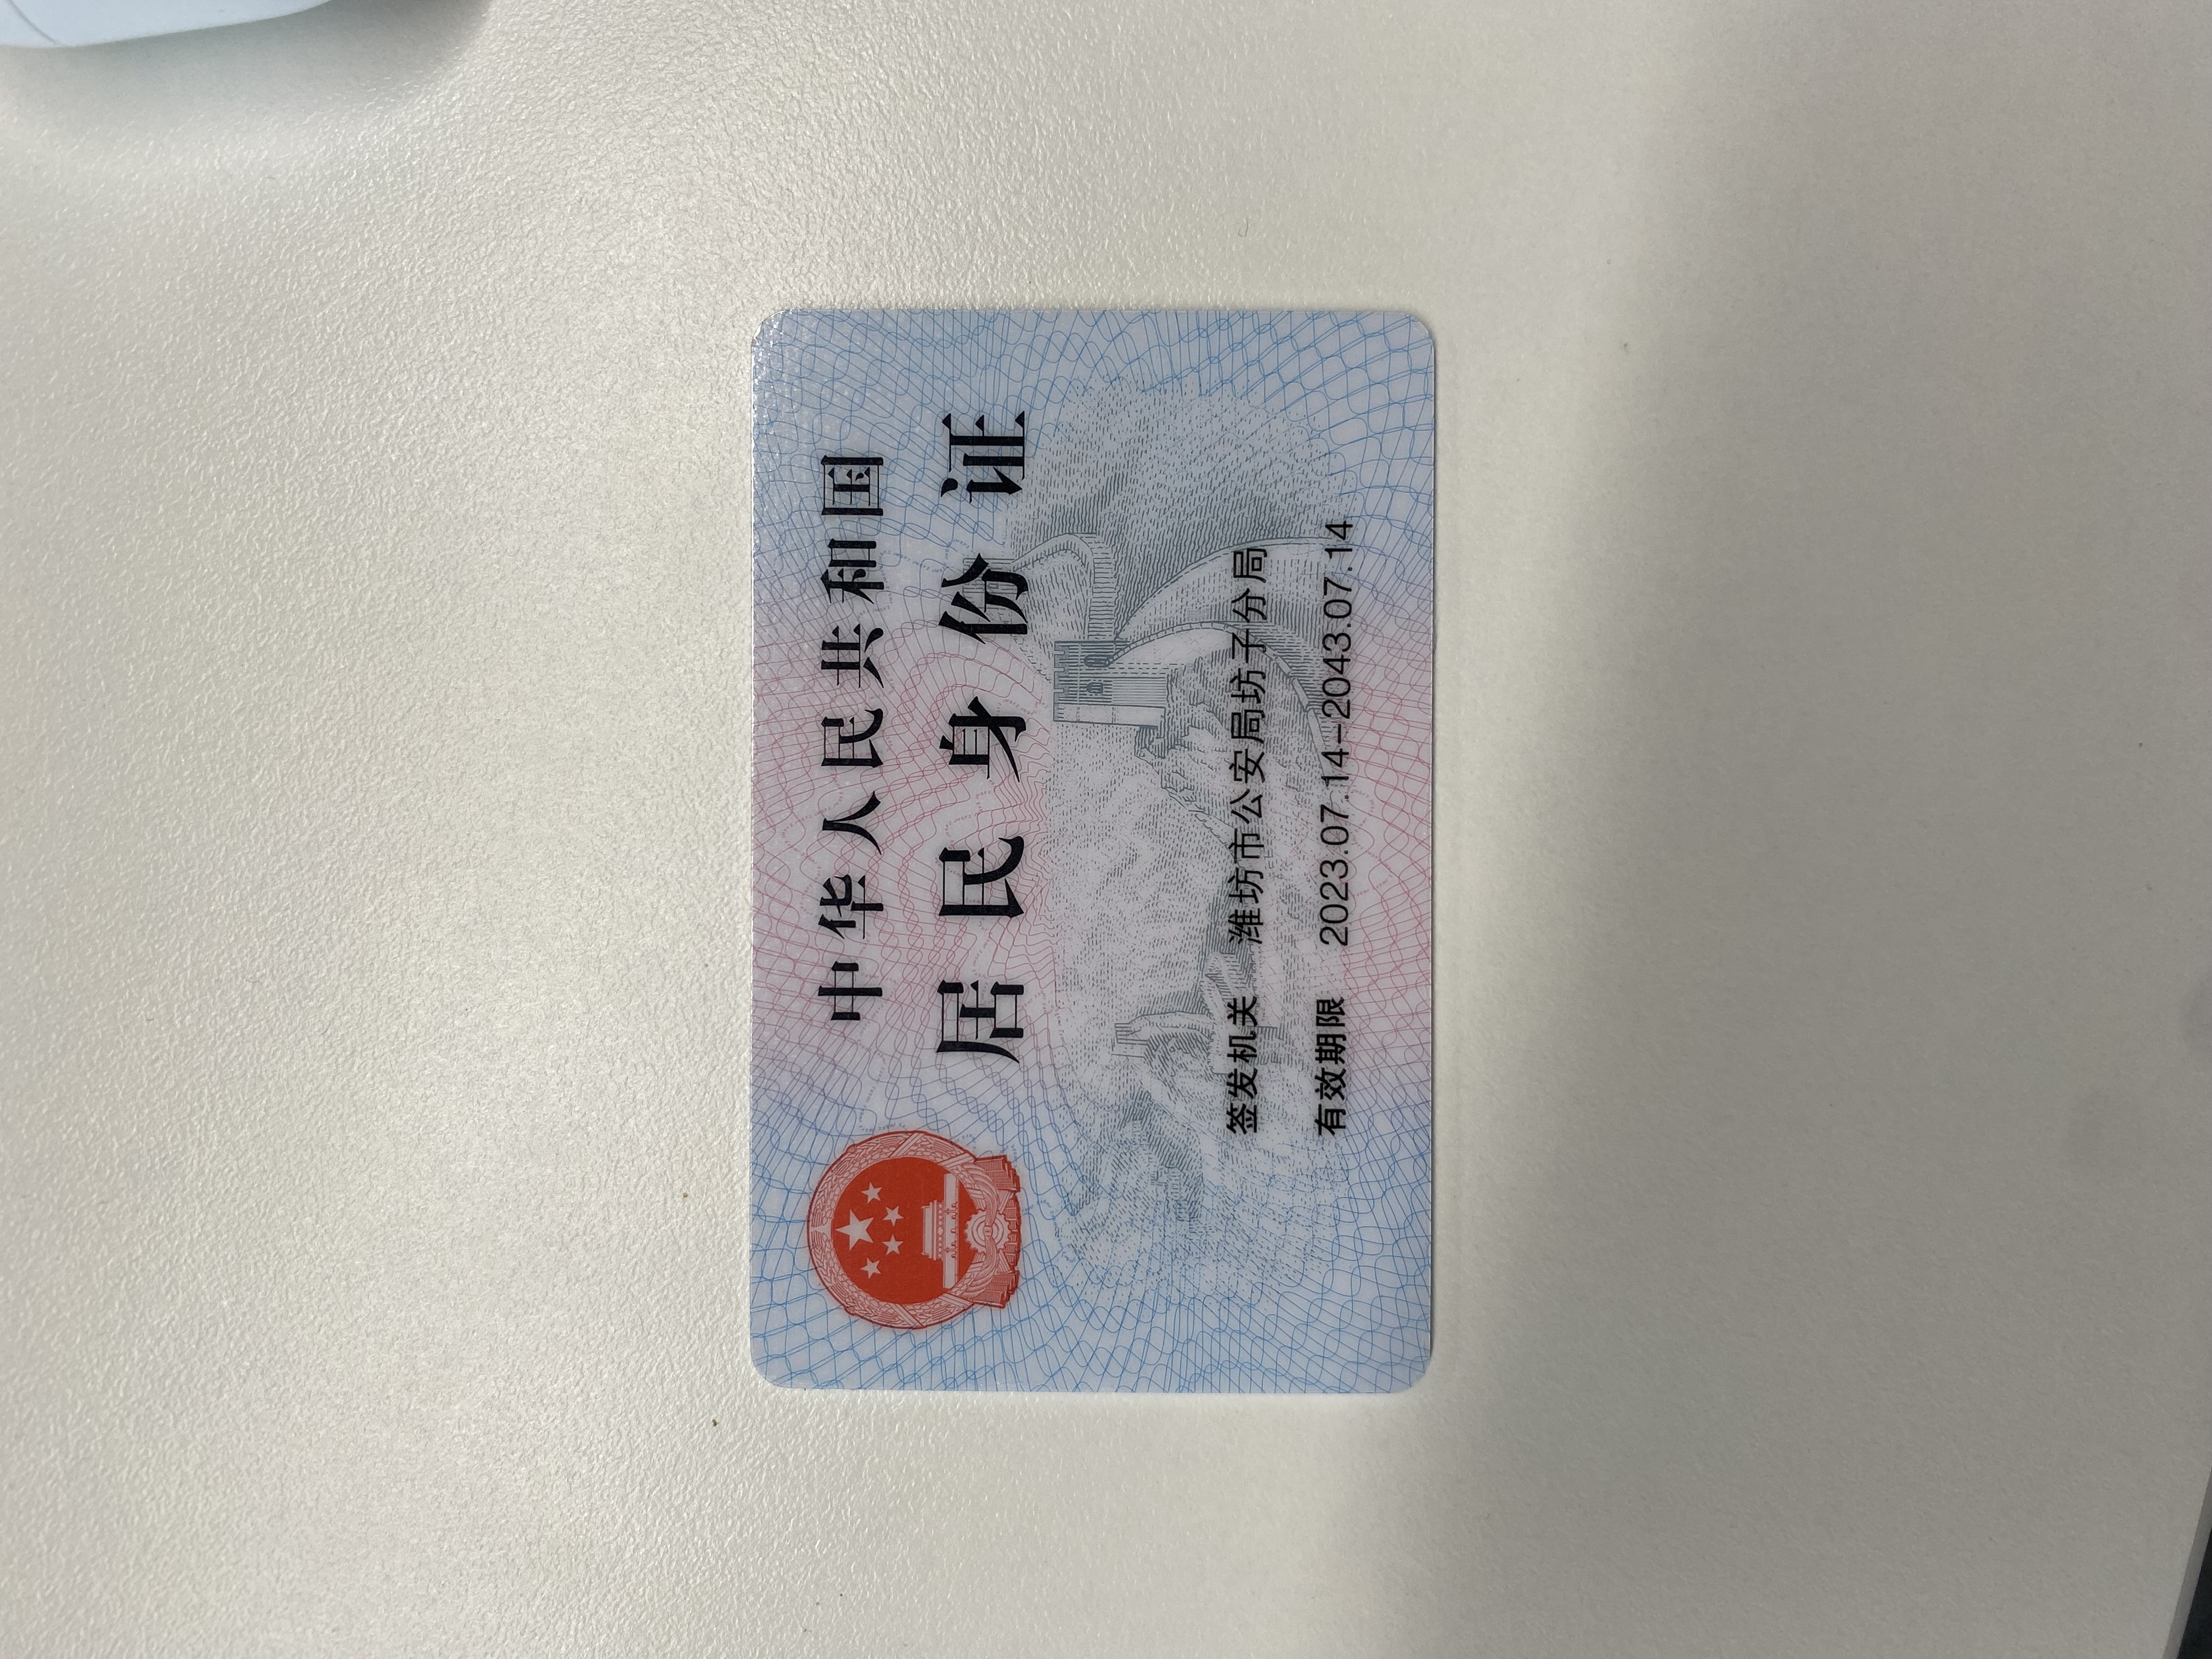 中华人民共和国
居民身份证
签发机关 潍坊市公安局坊子分局
有效期限 2023.07.14-2043.07.14